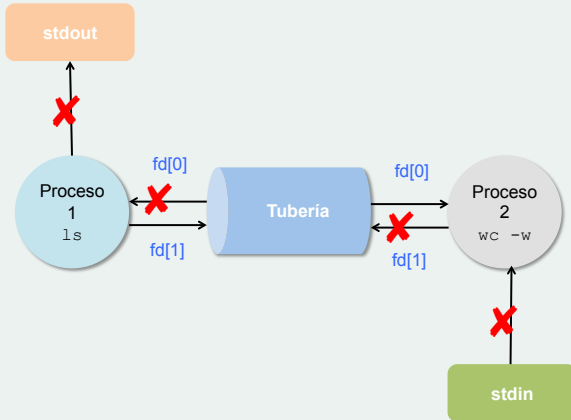 stdout
fd[0]
fd[0]
Proceso
1
ls
Tubería
Proceso
2
wc -w
fd[1]
fd[1]
stdin